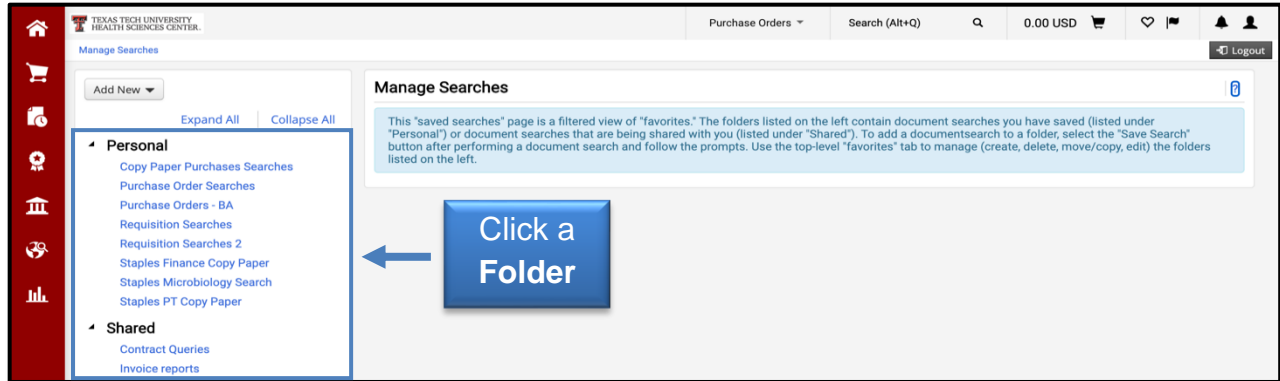 TEXAS TECH UNIVERSITY
HEALTH SCIENCES CENTER.
Purchase Orders
Search (Alt+Q)
0.00 USD
Manage Searches
Logout
Add New
Expand All
Collapse All
Personal
Copy Paper Purchases Searches
Purchase Order Searches
Purchase Orders - BA
Requisition Searches
Requisition Searches 2
Staples Finance Copy Paper
Staples Microbiology Search
Staples PT Copy Paper
Shared
Contract Queries
Invoice reports
Manage Searches
?
This "saved searches" page is a filtered view of "favorites." The folders listed on the left contain document searches you have saved (listed under
"Personal") or document searches that are being shared with you (listed under "Shared"). To add a documentsearch to a folder, select the "Save Search"
button after performing a document search and follow the prompts. Use the top-level "favorites" tab to manage (create, delete, move/copy, edit) the folders
listed on the left.
Click a
Folder